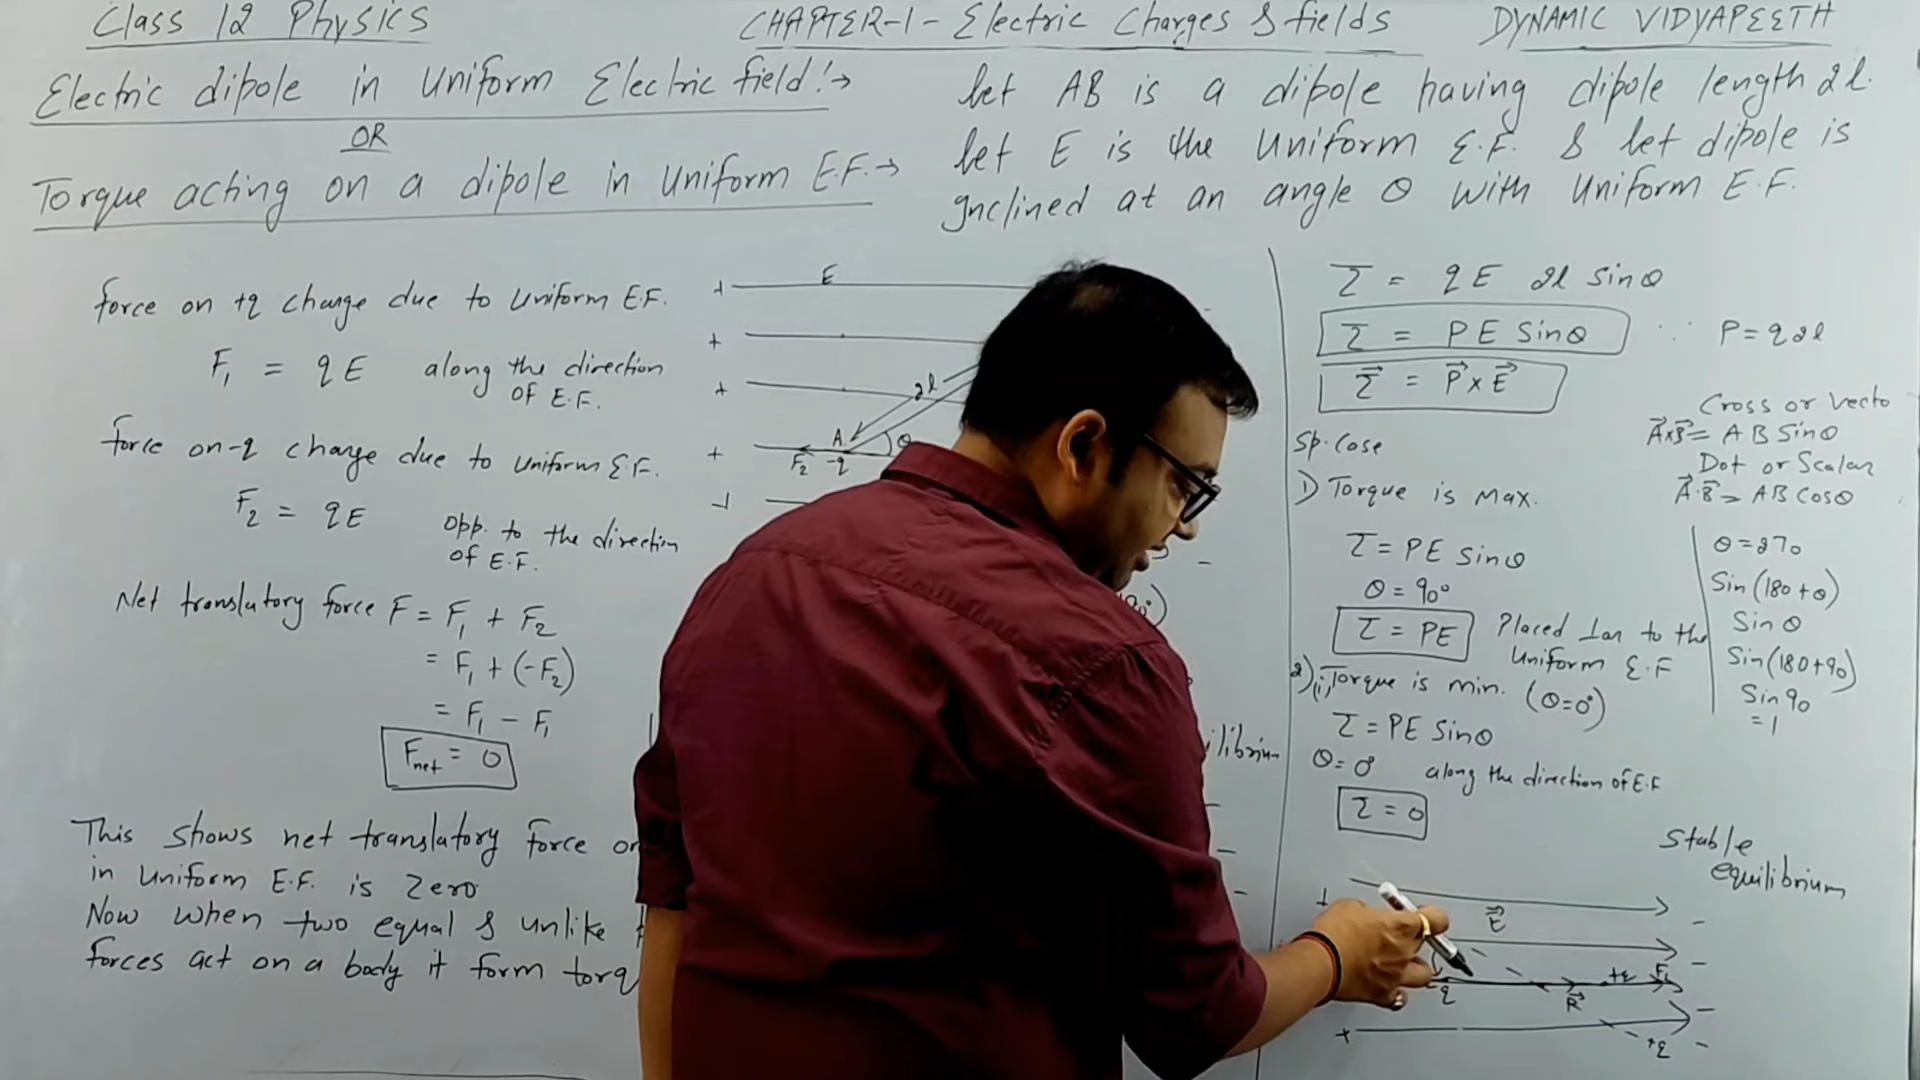 Class 12 Physics
CHAPTER-1 - Electric Charges & fields
DYNAMIC VIDYAPEETH
Electric dipole in Uniform Electric field:→
OR
Torque acting on a dipole in Uniform E.F.→
let AB is a dipole having dipole length 2l.
let E is the Uniform E.F. & let dipole is
Inclined at an angle θ with Uniform E.F.
force on +q charge due to Uniform E.F.
F₁ = qE along the direction
of E.F.
force on -q charge due to Uniform E.F.
F₂ = qE opp. to the direction
of E.F.
Net translatory force F = F₁ + F₂
= F₁ + (-F₂)
= F₁ - F₁
Fnet = 0
This shows net translatory force
in Uniform E.F. is Zero
Now when two equal & unlike
forces act on a body it form
+ E
+
+ 2l
+ A θ
F₂ -q
τ = qE 2l Sinθ
τ = PE Sinθ ∵ P = q2l
τ⃗ = P⃗ × E⃗
Cross or
A⃗×B⃗ = AB Sinθ
Dot or Scalar
A⃗.B⃗ = AB Cosθ
Sp. Case
1) Torque is Max.
τ = PE Sinθ
θ = 90°
τ = PE Placed ⊥ar to the
Uniform E.F
θ = 270
Sin(180+θ)
Sinθ
Sin(180+90)
Sin90
= 1
2) (i) Torque is min. (θ=0°)
τ = PE Sinθ
θ = 0° along the direction of E.F
τ = 0
Stable
equilibrium
E⃗
q
+q
+
+q